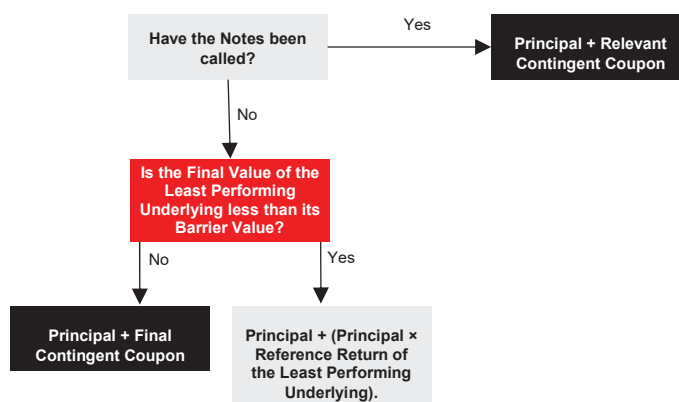 Have the Notes been
called?
Yes
Principal + Relevant
Contingent Coupon
No
Is the Final Value of the
Least Performing
Underlying less than its
Barrier Value?
No
Yes
Principal + Final
Contingent Coupon
Principal + (Principal ×
Reference Return of
the Least Performing
Underlying).